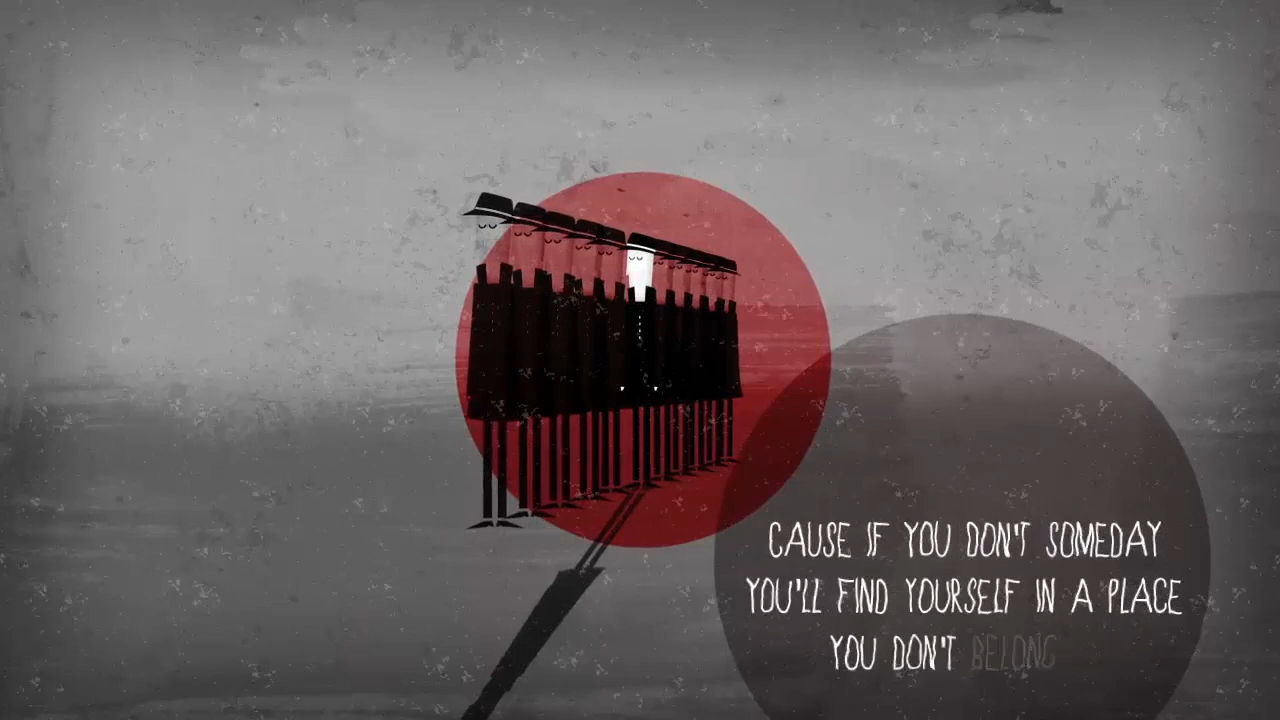 CAUSE IF YOU DON'T SOMEDAY
YOU'LL FIND YOURSELF IN A PLACE
YOU DON'T BELONG